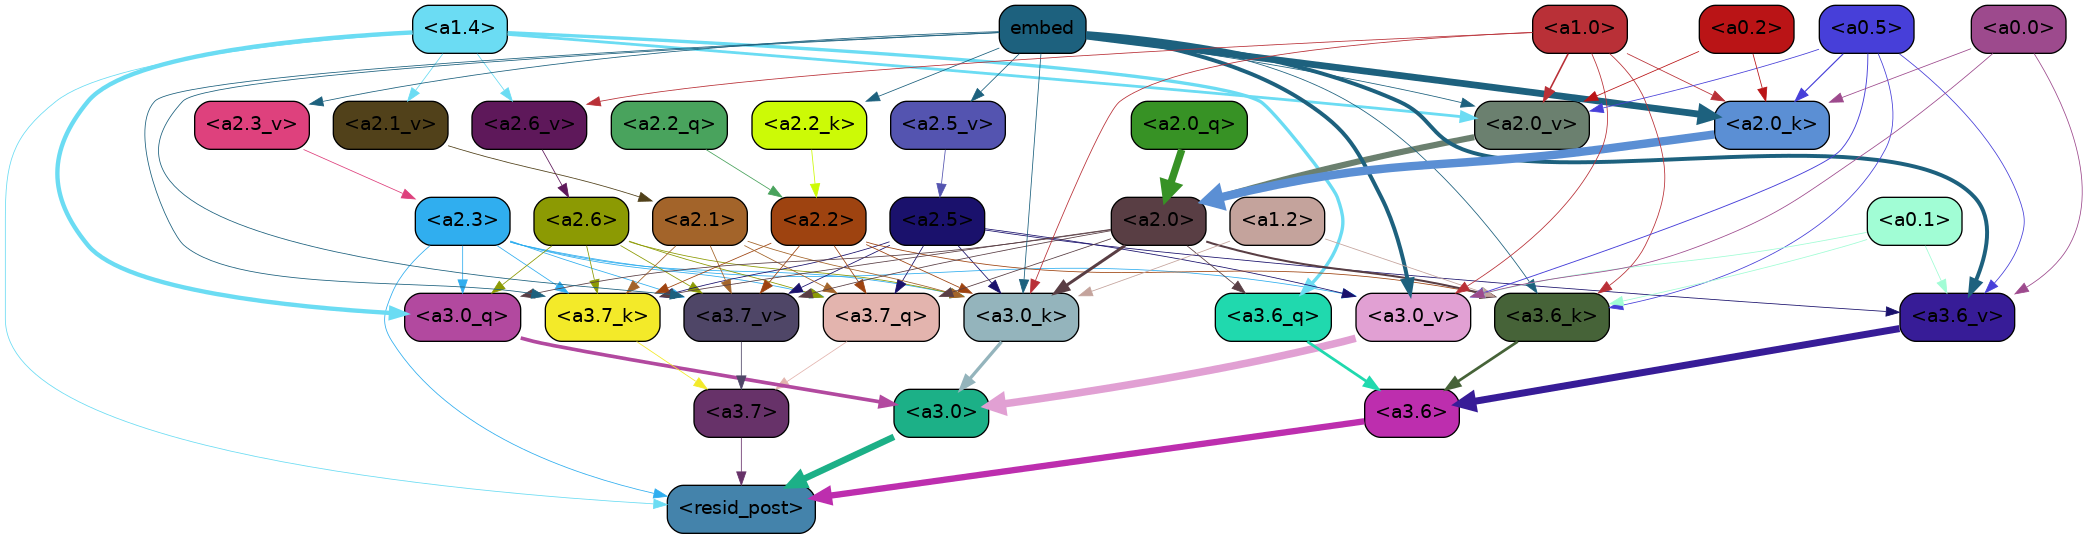 <a1.4> embed <a1.0> <a0.2> <a0.5> <a0.0>
<a2.3_v> <a2.1_v> <a2.6_v> <a2.2_q> <a2.2_k> <a2.5_v> <a2.0_q> <a2.0_v> <a2.0_k>
<a2.3> <a2.6> <a2.1> <a2.2> <a2.5> <a2.0> <a1.2> <a0.1>
<a3.0_q> <a3.7_k> <a3.7_v> <a3.7_q> <a3.0_k> <a3.6_q> <a3.0_v> <a3.6_k> <a3.6_v>
<a3.7> <a3.0> <a3.6>
<resid_post>